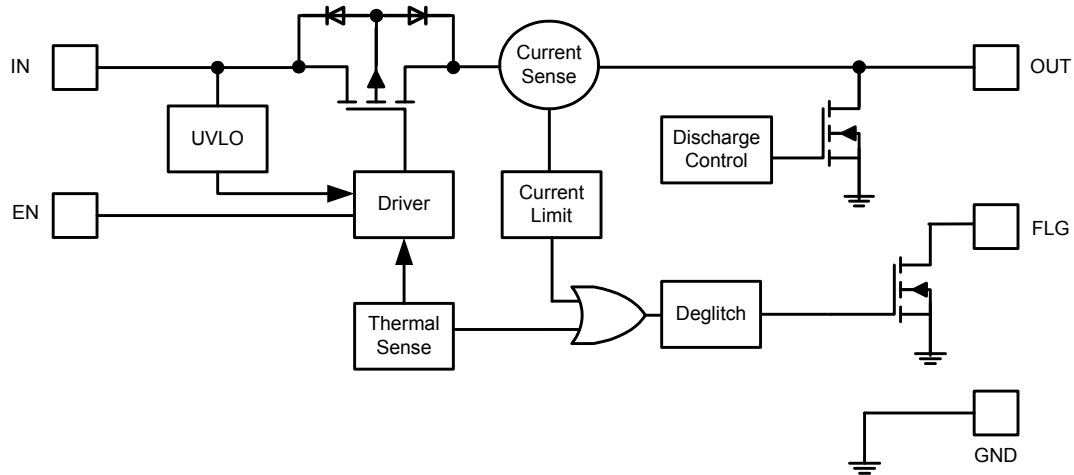 IN
Current
Sense
OUT
UVLO
Discharge
Control
EN
Driver
Current
Limit
FLG
Thermal
Sense
Deglitch
GND